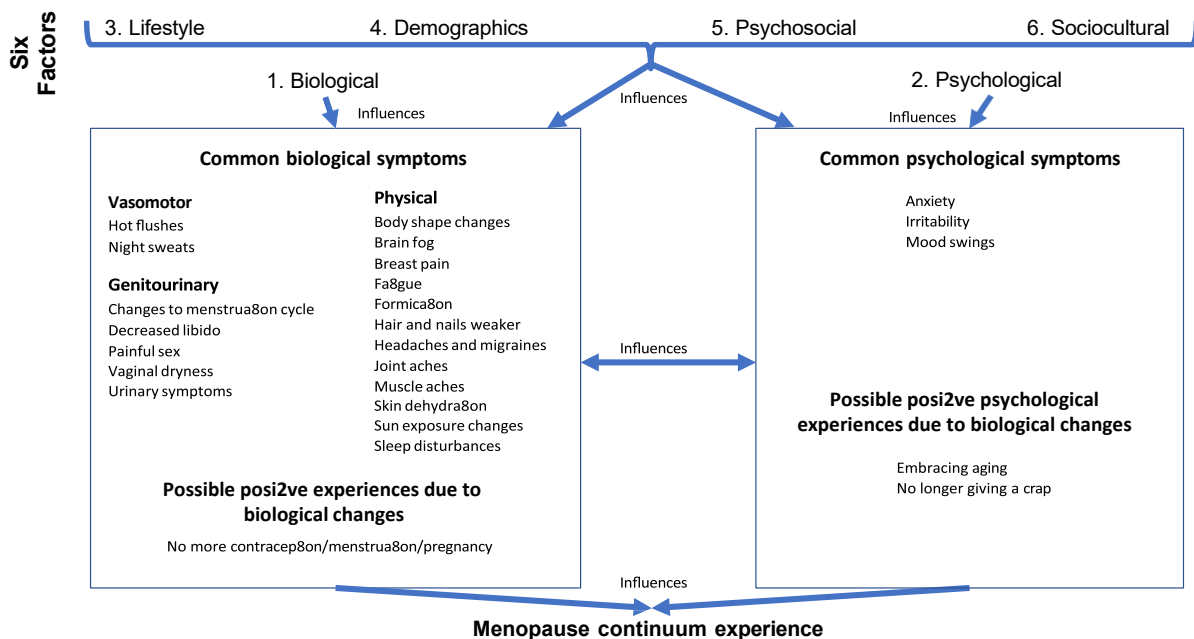 Six
Factors
3. Lifestyle
4. Demographics
5. Psychosocial
6. Sociocultural
1. Biological
2. Psychological
Influences
Influences
Influences
Common biological symptoms
Vasomotor
Hot flushes
Night sweats
Genitourinary
Changes to menstrua8on cycle
Decreased libido
Painful sex
Vaginal dryness
Urinary symptoms
Physical
Body shape changes
Brain fog
Breast pain
Fa8gue
Formica8on
Hair and nails weaker
Headaches and migraines
Joint aches
Muscle aches
Skin dehydra8on
Sun exposure changes
Sleep disturbances
Possible posi2ve experiences due to
biological changes
No more contracep8on/menstrua8on/pregnancy
Influences
Common psychological symptoms
Anxiety
Irritability
Mood swings
Possible posi2ve psychological
experiences due to biological changes
Embracing aging
No longer giving a crap
Influences
Menopause continuum experience